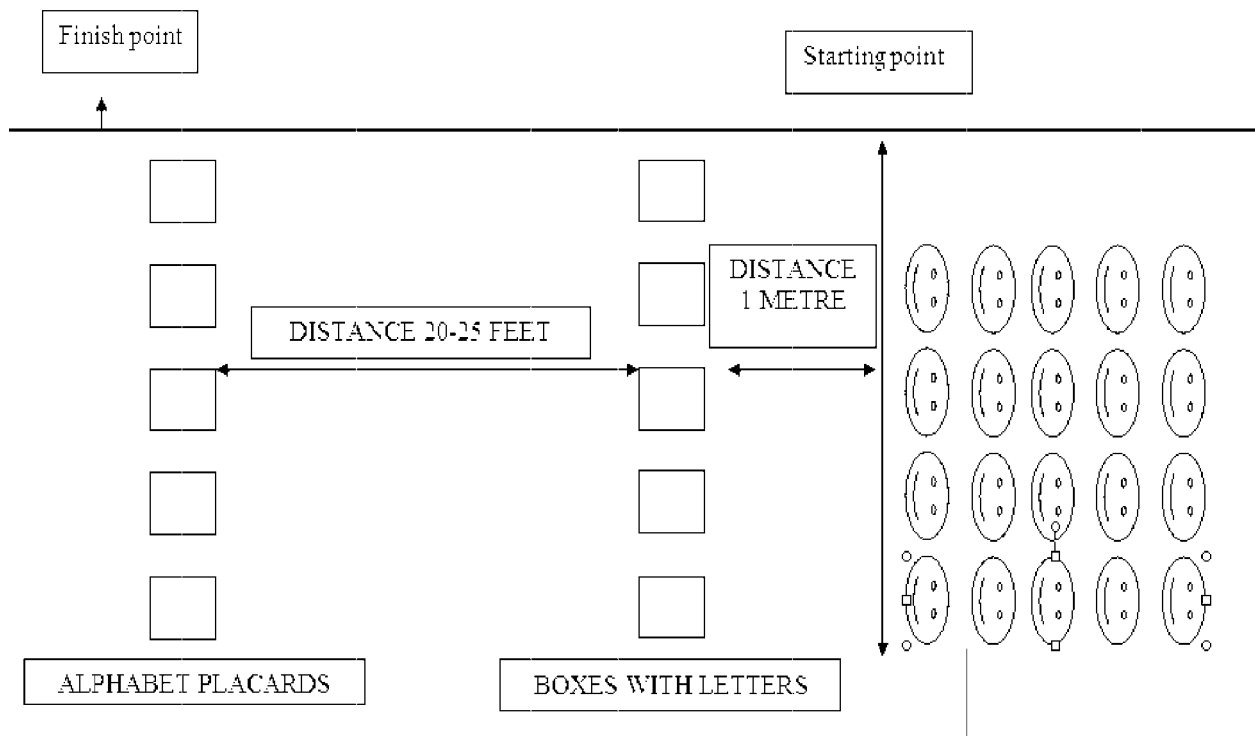 Finish point
Starting point
DISTANCE
1 METRE
DISTANCE 20-25 FEET
ALPHABET PLACARDS
BOXES WITH LETTERS